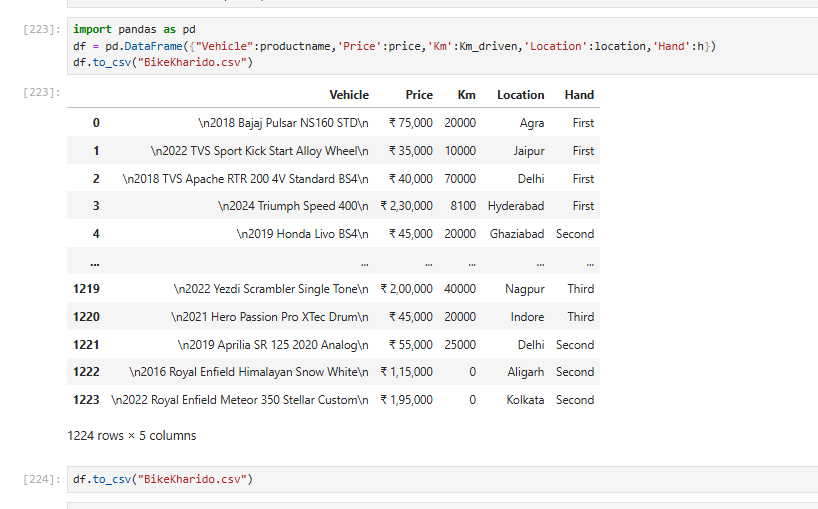 [223]: import pandas as pd
df = pd.DataFrame({"Vehicle":productname,'Price':price,'Km':Km_driven,'Location':location,'Hand':h})
df.to_csv("BikeKharido.csv")
[223]:
Vehicle Price Km Location Hand
0 \n2018 Bajaj Pulsar NS160 STD\n ₹ 75,000 20000 Agra First
1 \n2022 TVS Sport Kick Start Alloy Wheel\n ₹ 35,000 10000 Jaipur First
2 \n2018 TVS Apache RTR 200 4V Standard BS4\n ₹ 40,000 70000 Delhi First
3 \n2024 Triumph Speed 400\n ₹ 2,30,000 8100 Hyderabad First
4 \n2019 Honda Livo BS4\n ₹ 45,000 20000 Ghaziabad Second
... ... ... ... ... ...
1219 \n2022 Yezdi Scrambler Single Tone\n ₹ 2,00,000 40000 Nagpur Third
1220 \n2021 Hero Passion Pro XTec Drum\n ₹ 45,000 20000 Indore Third
1221 \n2019 Aprilia SR 125 2020 Analog\n ₹ 55,000 25000 Delhi Second
1222 \n2016 Royal Enfield Himalayan Snow White\n ₹ 1,15,000 0 Aligarh Second
1223 \n2022 Royal Enfield Meteor 350 Stellar Custom\n ₹ 1,95,000 0 Kolkata Second
1224 rows × 5 columns
[224]: df.to_csv("BikeKharido.csv")